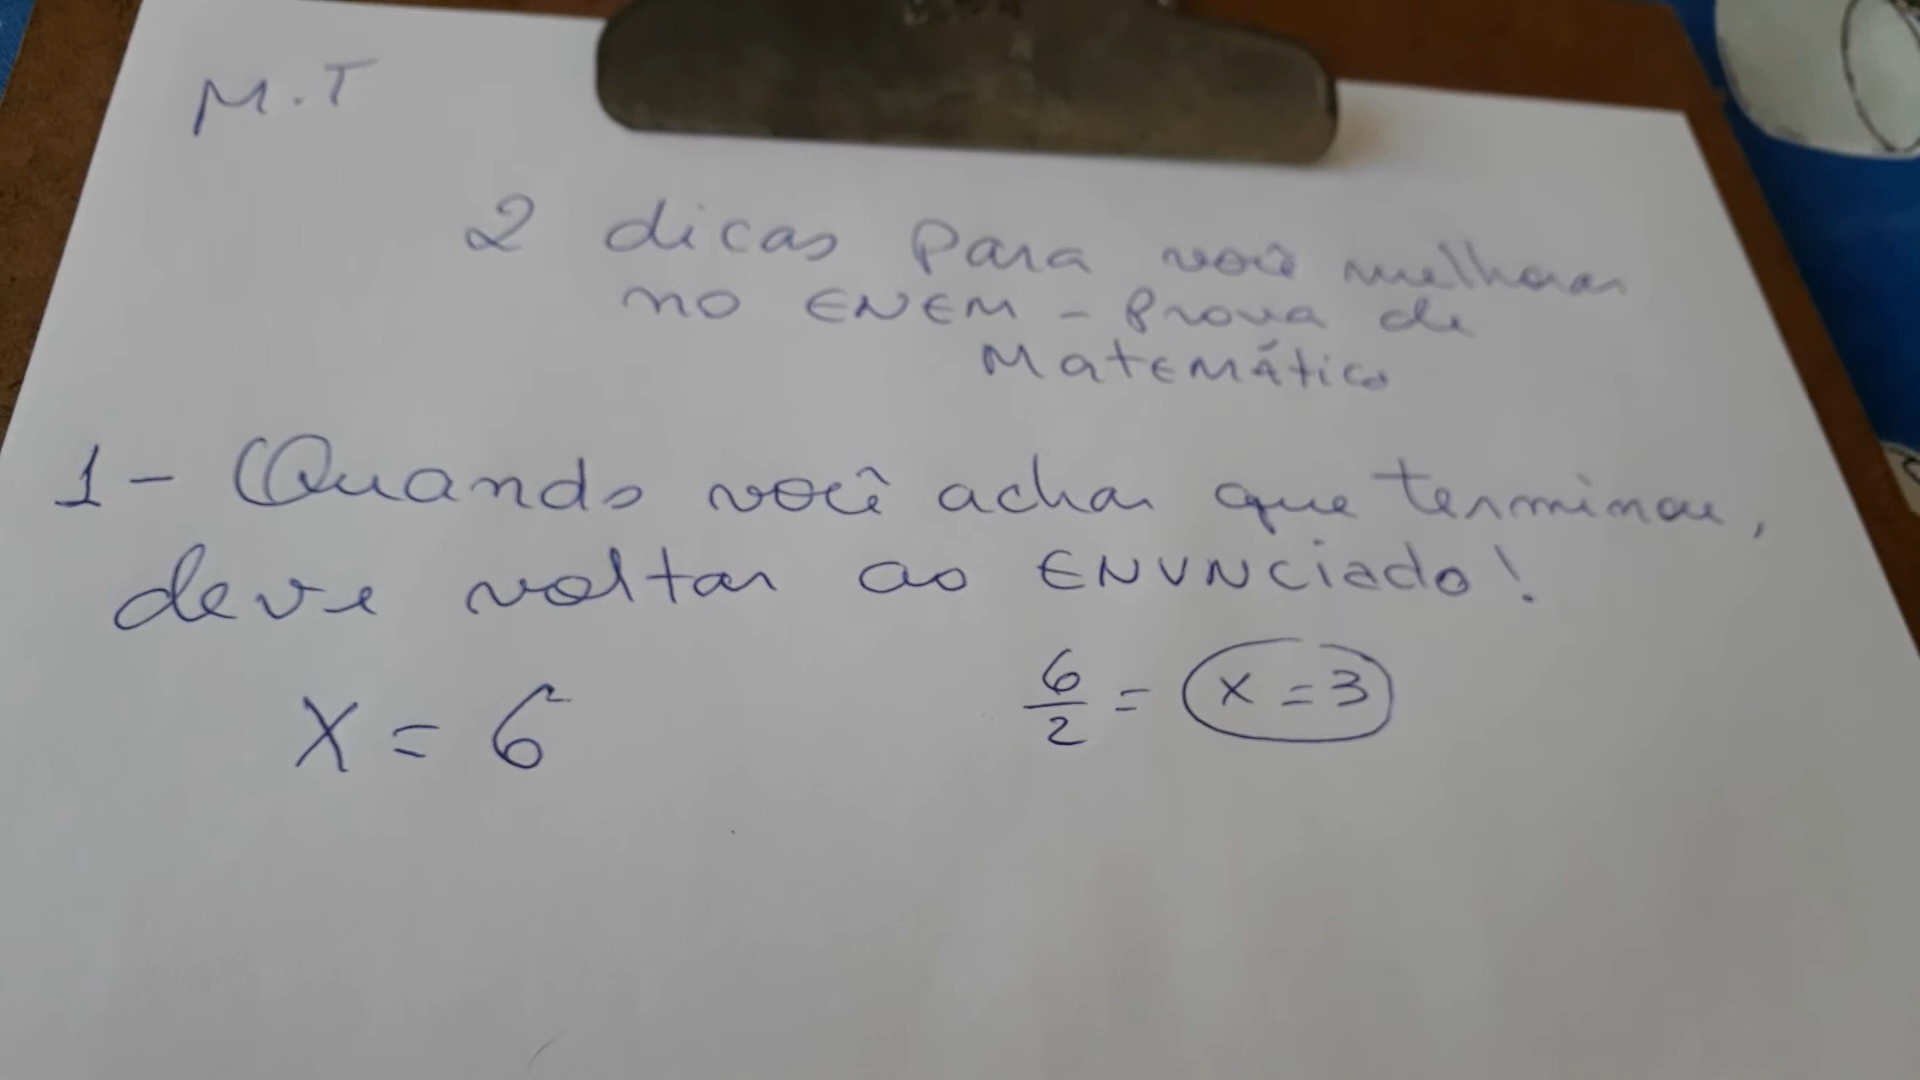 M.T
2 dicas para você melhorar
no ENEM - Prova de
Matemática
1- Quando você achar que terminou,
deve voltar ao ENUNciado!
X = 6
6/2 = x = 3